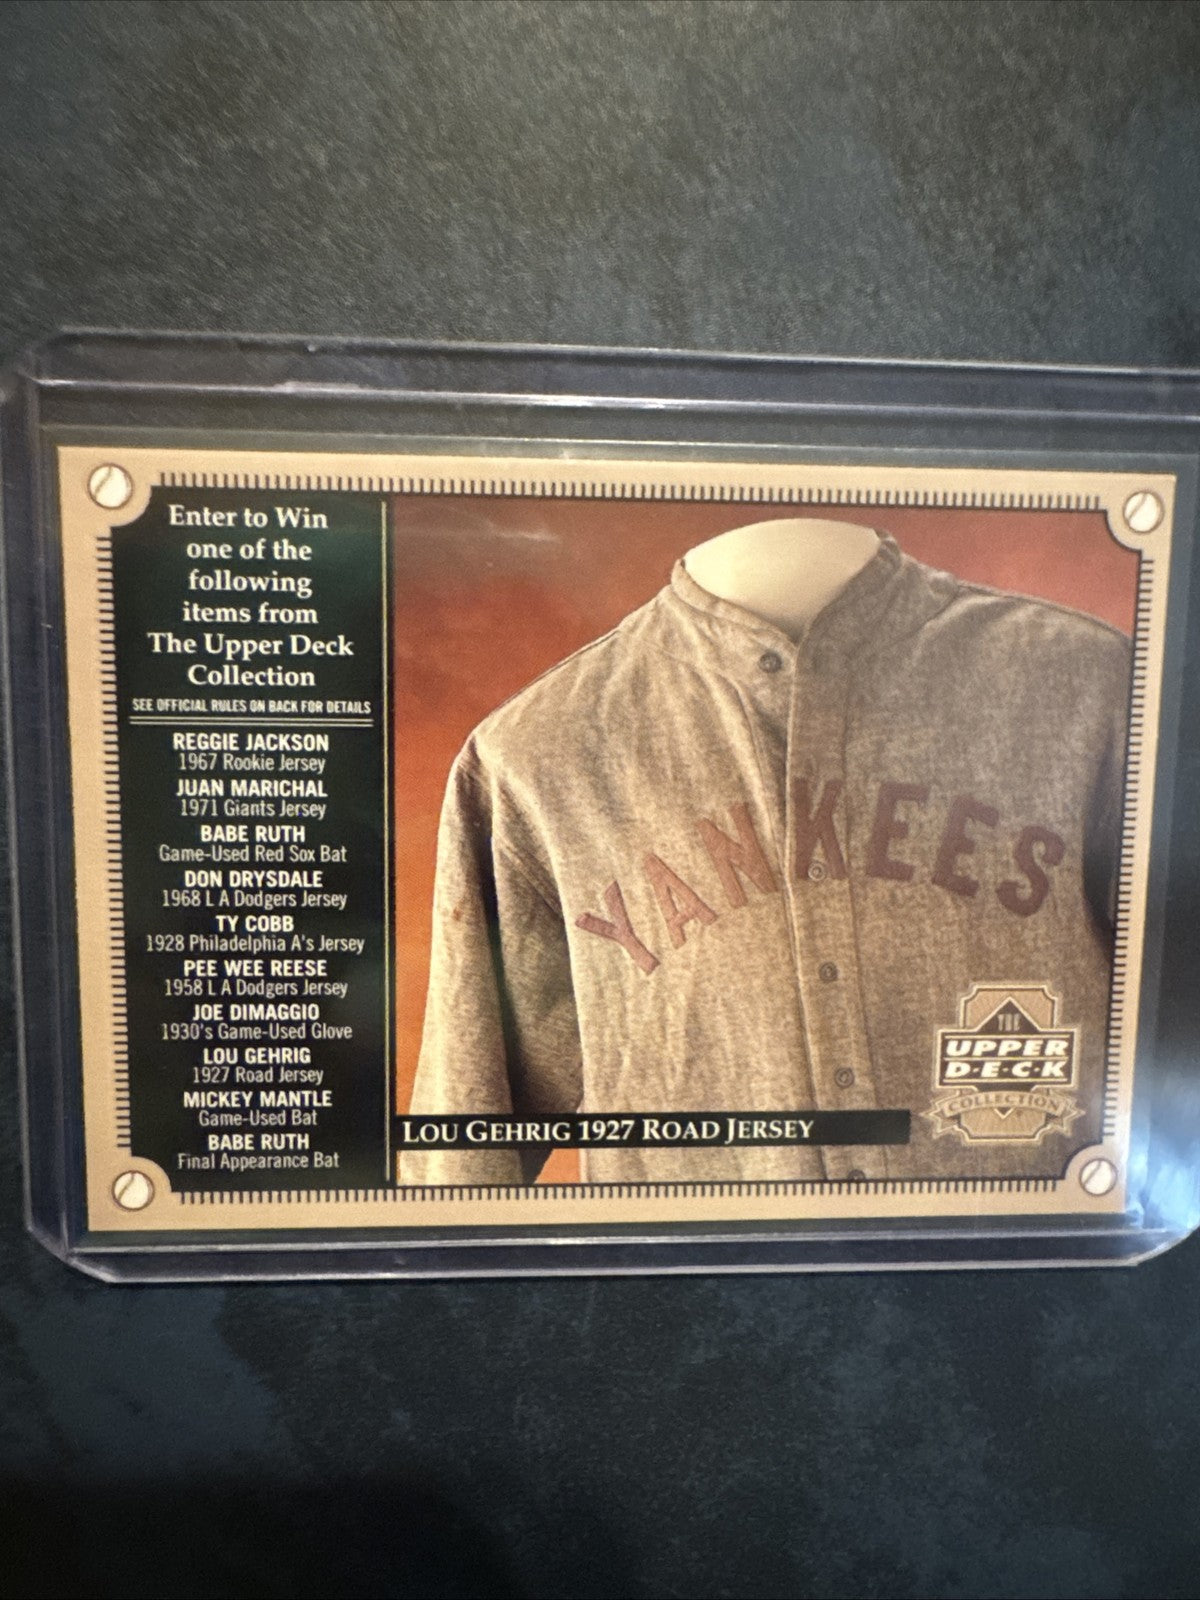 Enter to Win
one of the
following
items from
The Upper Deck
Collection
SEE OFFICIAL RULES ON BACK FOR DETAILS
REGGIE JACKSON
1967 Rookie Jersey
JUAN MARICHAL
1971 Giants Jersey
BABE RUTH
Game-Used Red Sox Bat
DON DRYSDALE
1968 L A Dodgers Jersey
TY COBB
1928 Philadelphia A's Jersey
PEE WEE REESE
1958 L A Dodgers Jersey
JOE DIMAGGIO
1930's Game-Used Glove
LOU GEHRIG
1927 Road Jersey
MICKEY MANTLE
Game-Used Bat
BABE RUTH
Final Appearance Bat
YANKEES
LOU GEHRIG 1927 ROAD JERSEY
THE
UPPER
D·E·C·K
COLLECTION